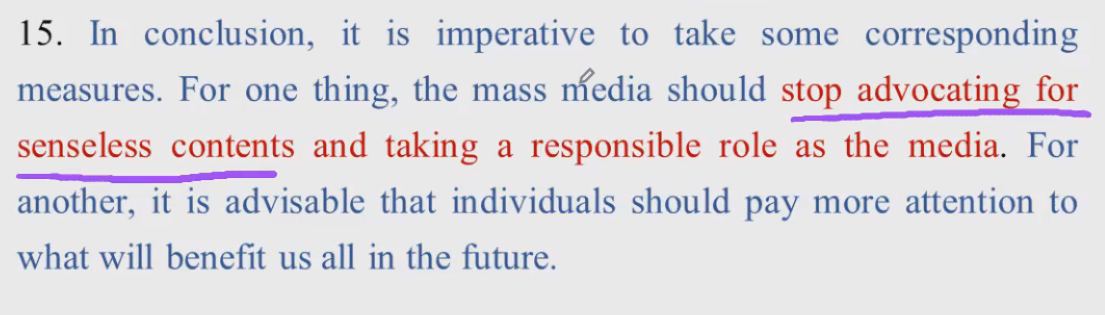 15. In conclusion, it is imperative to take some corresponding
measures. For one thing, the mass media should stop advocating for
senseless contents and taking a responsible role as the media. For
another, it is advisable that individuals should pay more attention to
what will benefit us all in the future.